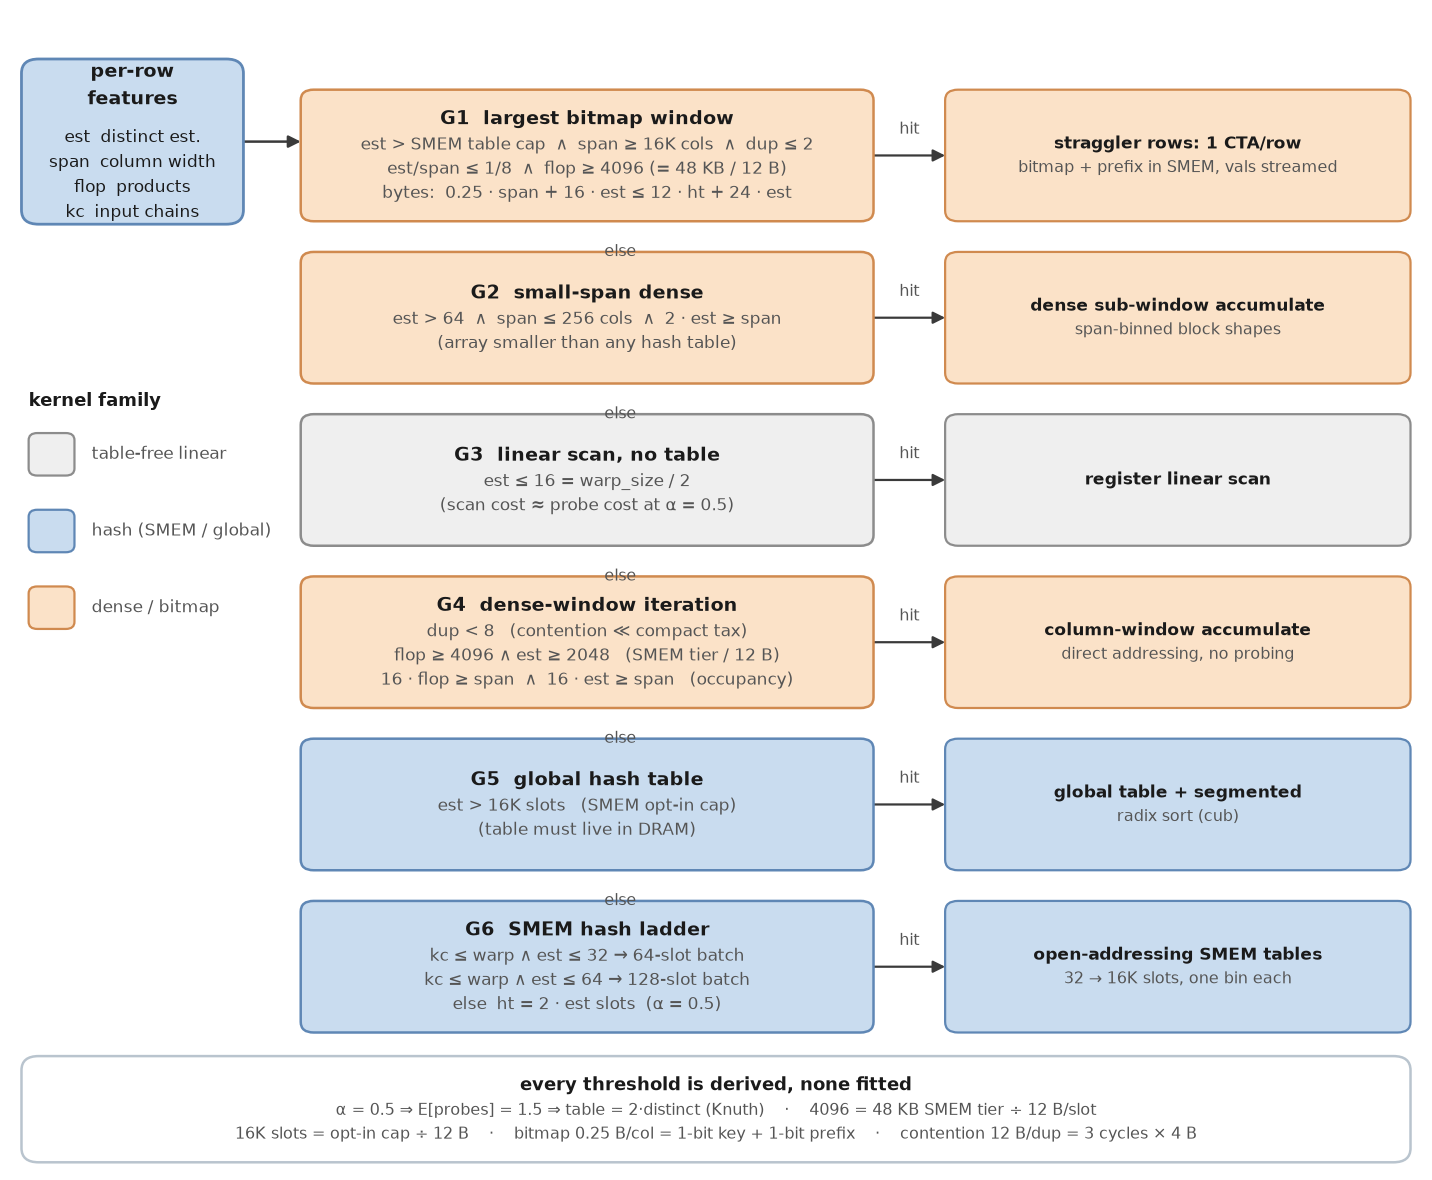 per-row
features
est  distinct est.
span  column width
flop  products
kc  input chains
G1  largest bitmap window
est > SMEM table cap  ∧  span ≥ 16K cols  ∧  dup ≤ 2
est/span ≤ 1/8  ∧  flop ≥ 4096 (= 48 KB / 12 B)
bytes:  0.25 · span + 16 · est ≤ 12 · ht + 24 · est
hit
straggler rows: 1 CTA/row
bitmap + prefix in SMEM, vals streamed
else
G2  small-span dense
est > 64  ∧  span ≤ 256 cols  ∧  2 · est ≥ span
(array smaller than any hash table)
hit
dense sub-window accumulate
span-binned block shapes
else
G3  linear scan, no table
est ≤ 16 = warp_size / 2
(scan cost ≈ probe cost at α = 0.5)
hit
register linear scan
kernel family
table-free linear
hash (SMEM / global)
dense / bitmap
else
G4  dense-window iteration
dup < 8   (contention ≪ compact tax)
flop ≥ 4096 ∧ est ≥ 2048   (SMEM tier / 12 B)
16 · flop ≥ span  ∧  16 · est ≥ span   (occupancy)
hit
column-window accumulate
direct addressing, no probing
else
G5  global hash table
est > 16K slots   (SMEM opt-in cap)
(table must live in DRAM)
hit
global table + segmented
radix sort (cub)
else
G6  SMEM hash ladder
kc ≤ warp ∧ est ≤ 32 → 64-slot batch
kc ≤ warp ∧ est ≤ 64 → 128-slot batch
else  ht = 2 · est slots  (α = 0.5)
hit
open-addressing SMEM tables
32 → 16K slots, one bin each
every threshold is derived, none fitted
α = 0.5 ⇒ E[probes] = 1.5 ⇒ table = 2·distinct (Knuth)    ·    4096 = 48 KB SMEM tier ÷ 12 B/slot
16K slots = opt-in cap ÷ 12 B    ·    bitmap 0.25 B/col = 1-bit key + 1-bit prefix    ·    contention 12 B/dup = 3 cycles × 4 B